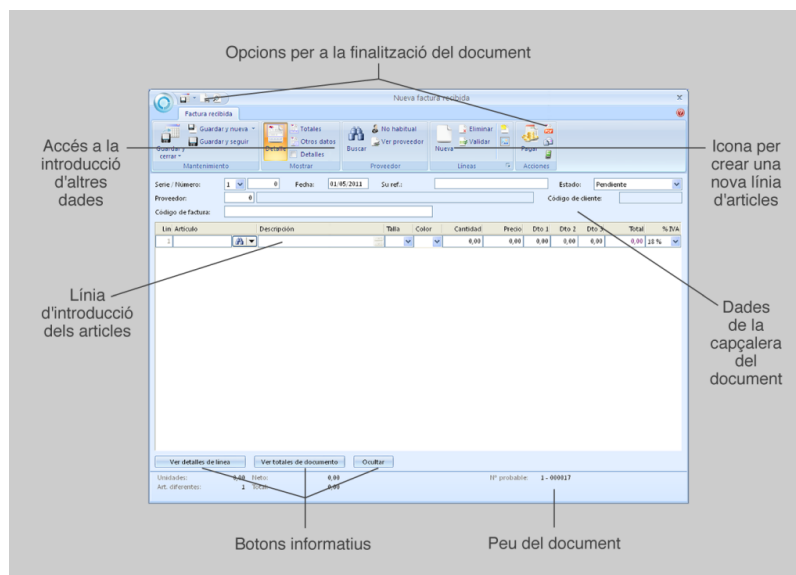 Opcions per a la finalització del document
Nueva factura recibida
Factura recibida
Accés a la
introducció
d'altres
dades
Guardar y
cerrar
Guardar y nueva
Guardar y seguir
Mantenimiento
Detalle
Totales
Otros datos
Detalles
Mostrar
Buscar
No habitual
Ver proveedor
Proveedor
Nueva
Eliminar
Validar
Líneas
Pagar
Acciones
Icona per
crear una
nova línia
d'articles
Serie / Número: 1 0 Fecha: 01/05/2011 Su ref.: Estado: Pendiente
Proveedor: 0 Código de cliente:
Código de factura:
Lin Artículo Descripción Talla Color Cantidad Precio Dto 1 Dto 2 Dto 3 Total % IVA
1 0,00 0,00 0,00 0,00 0,00 0,00 18 %
Línia
d'introducció
dels articles
Dades
de la
capçalera
del
document
Ver detalles de línea Ver totales de documento Ocultar
Unidades: 0,00 Neto: 0,00 Nº probable: 1 - 000017
Art. diferentes: 1 Total: 0,00
Botons informatius
Peu del document